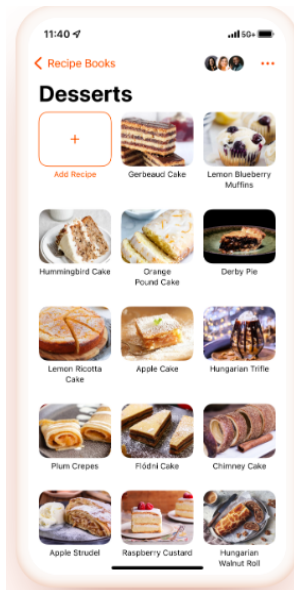 11:40
5G+
Recipe Books
Desserts
+
Add Recipe
Gerbeaud Cake
Lemon Blueberry
Muffins
Hummingbird Cake
Orange
Pound Cake
Derby Pie
Lemon Ricotta
Cake
Apple Cake
Hungarian Trifle
Plum Crepes
Flódni Cake
Chimney Cake
Apple Strudel
Raspberry Custard
Hungarian
Walnut Roll